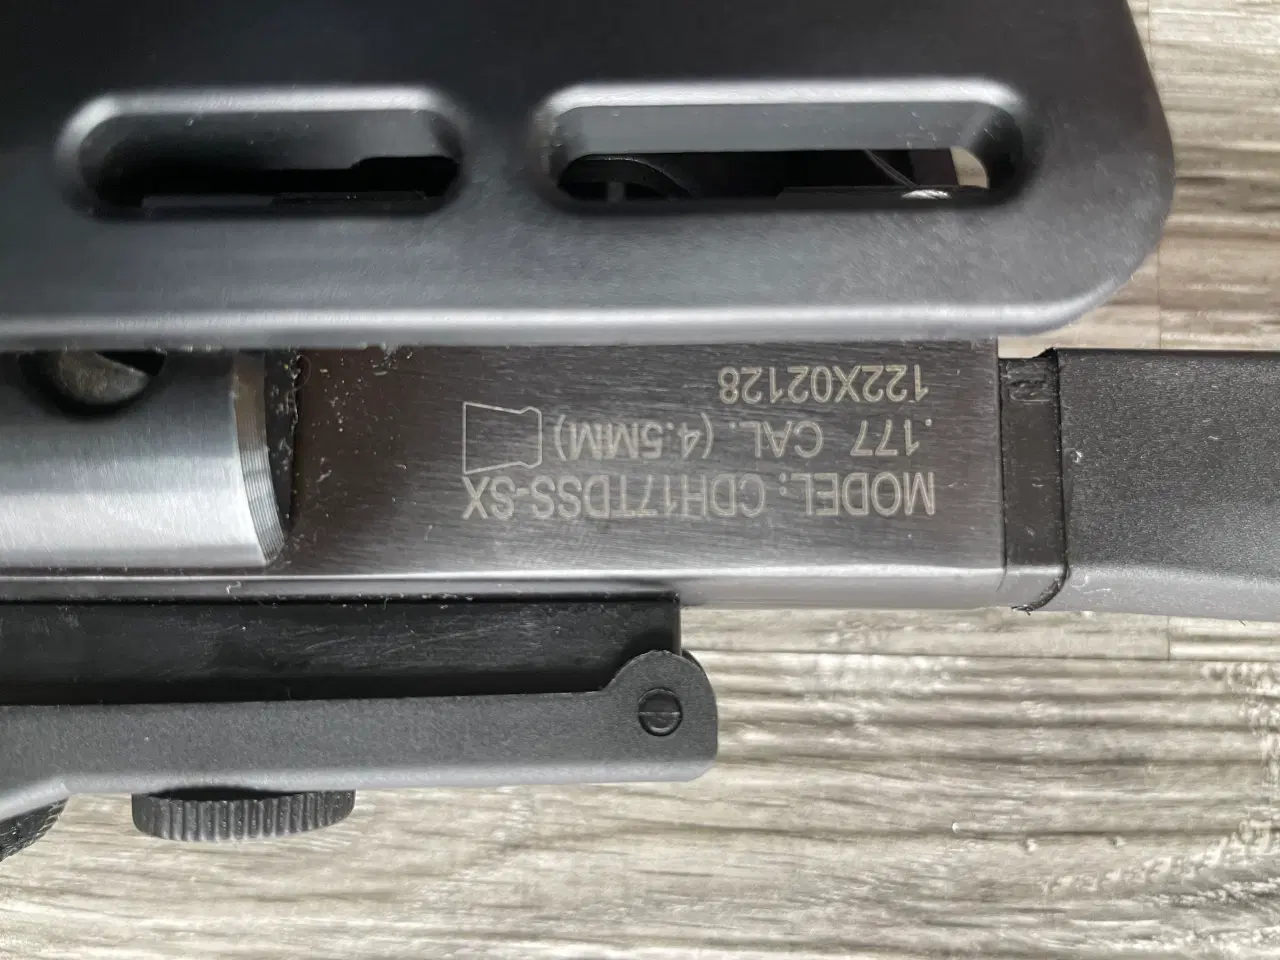 MODEL: CDH17TDSS-SX
.177 CAL. (4.5MM)
122X02128